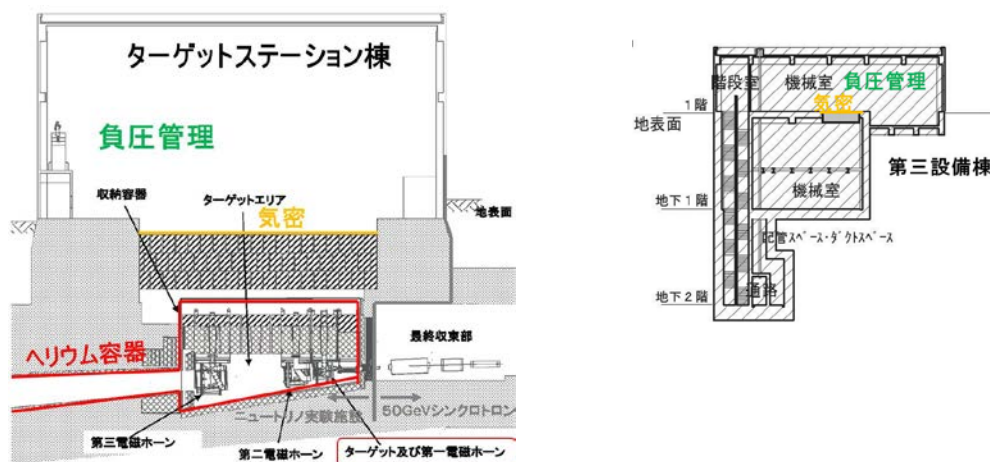 ターゲットステーション棟
負圧管理
収納容器
ターゲットエリア
気密
地表面
ヘリウム容器
最終収束部
ニュートリノ実験施設
50GeVシンクロトロン
第三電磁ホーン
第二電磁ホーン
ターゲット及び第一電磁ホーン
階段室
機械室
負圧管理
気密
1階
地表面
第三設備棟
機械室
地下1階
配管スペース・ダクトスペース
地下2階
通路